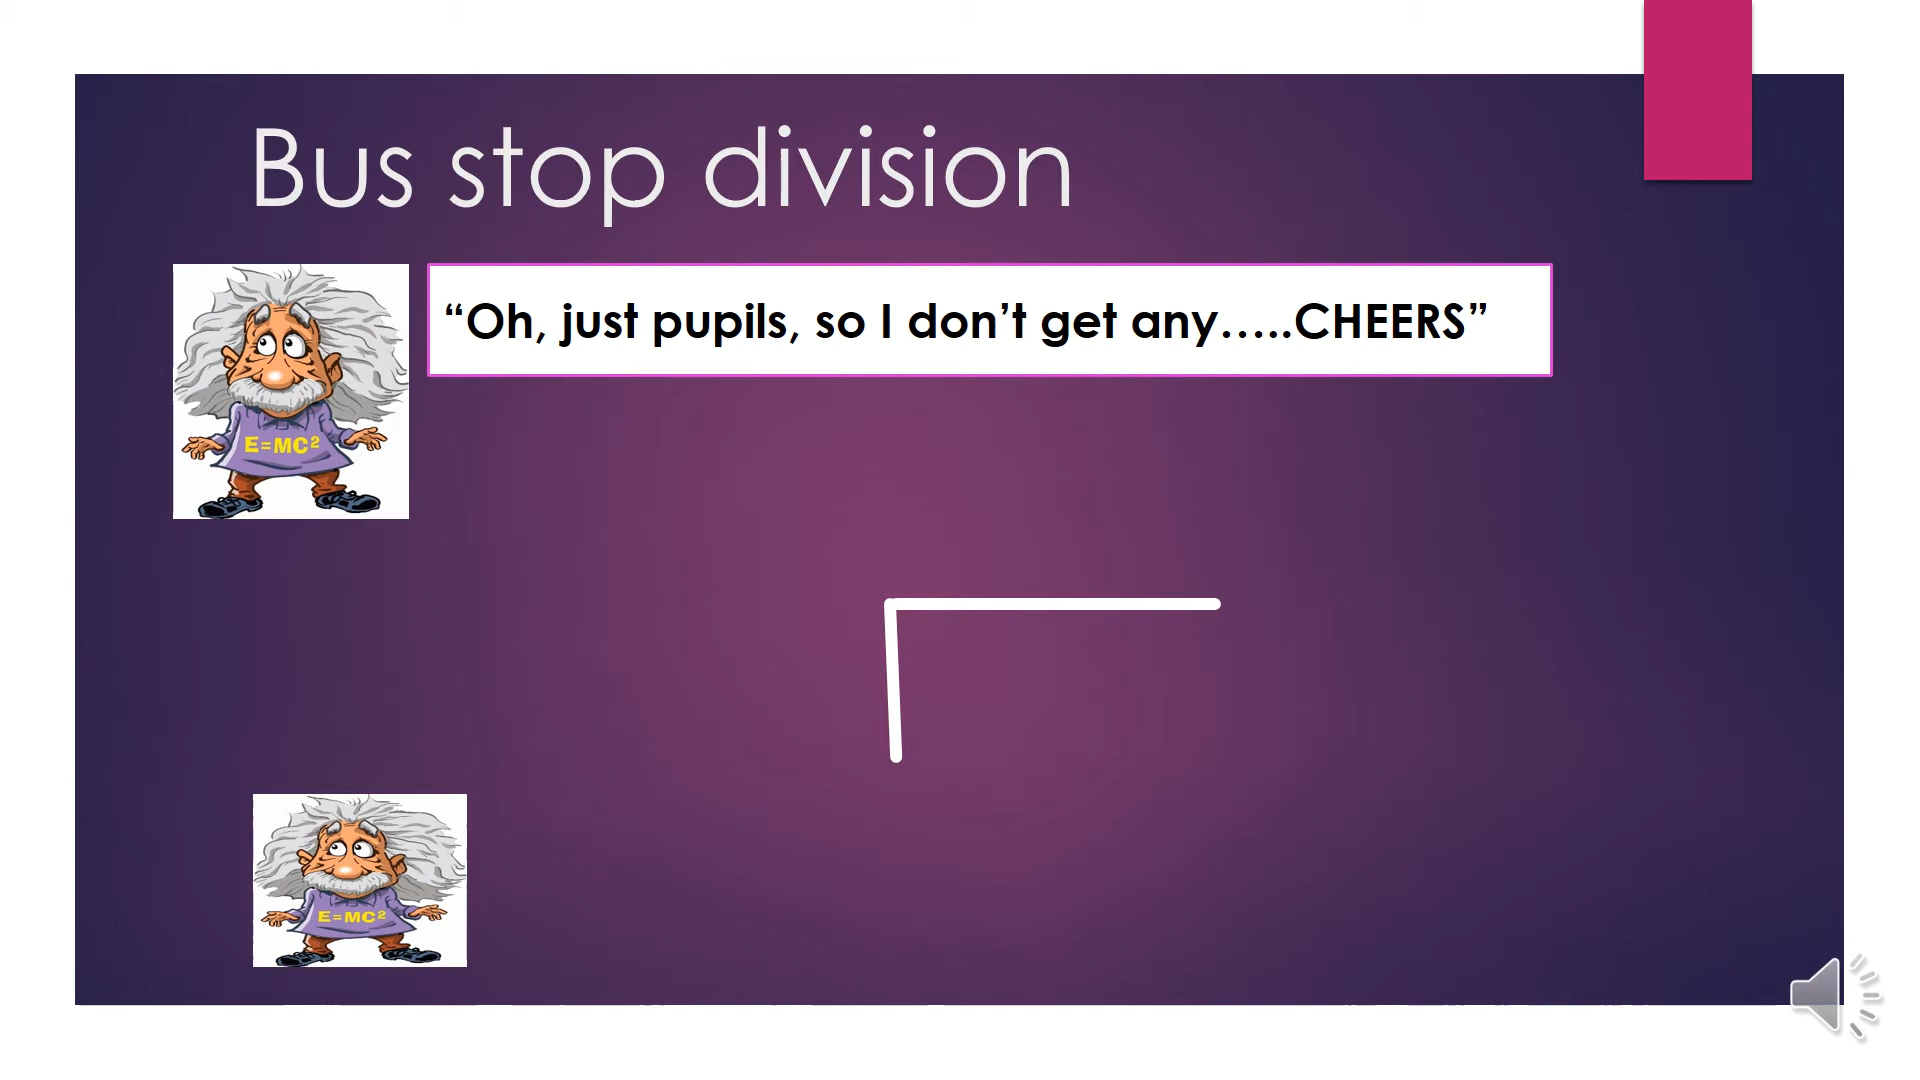 Bus stop division
“Oh, just pupils, so I don’t get any…..CHEERS”
E=MC²
E=MC²